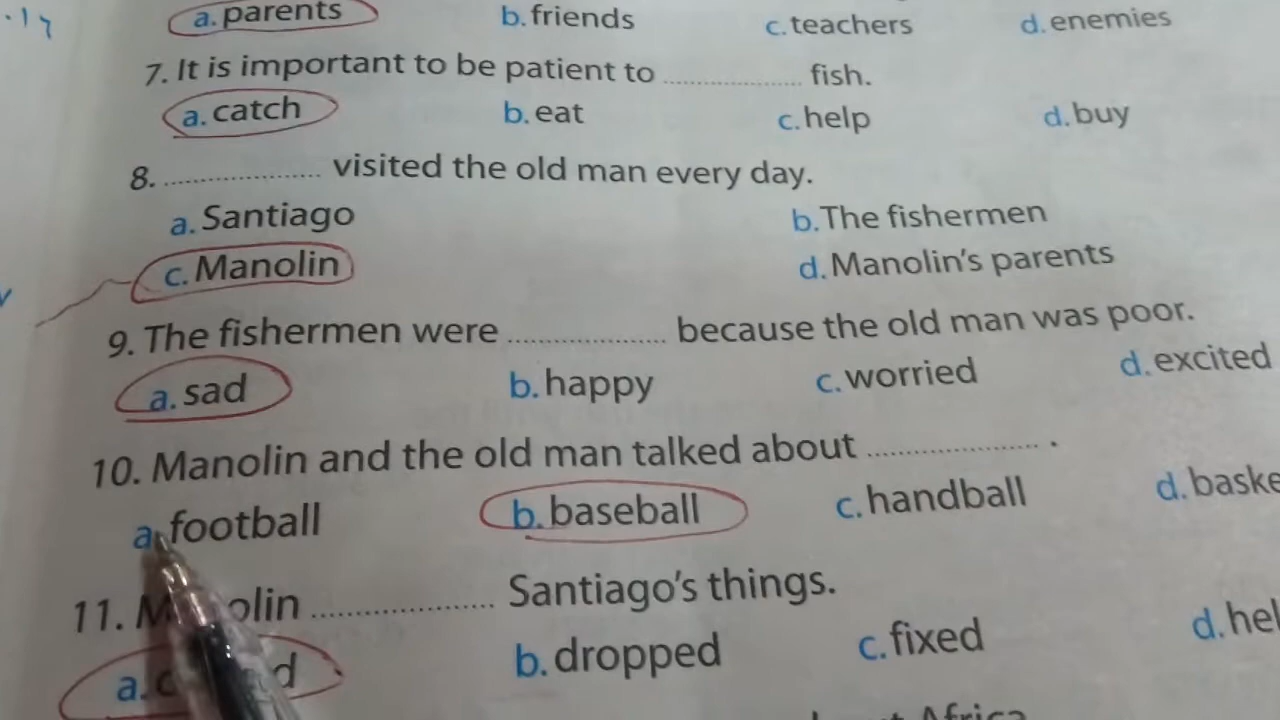 a. parents b. friends c. teachers d. enemies
7. It is important to be patient to .................... fish.
a. catch b. eat c. help d. buy
8. .................... visited the old man every day.
a. Santiago b. The fishermen
c. Manolin d. Manolin's parents
9. The fishermen were .................... because the old man was poor.
a. sad b. happy c. worried d. excited
10. Manolin and the old man talked about .................... .
a. football b. baseball c. handball d.
11. .................... Santiago's things.
a. b. dropped c. fixed d.